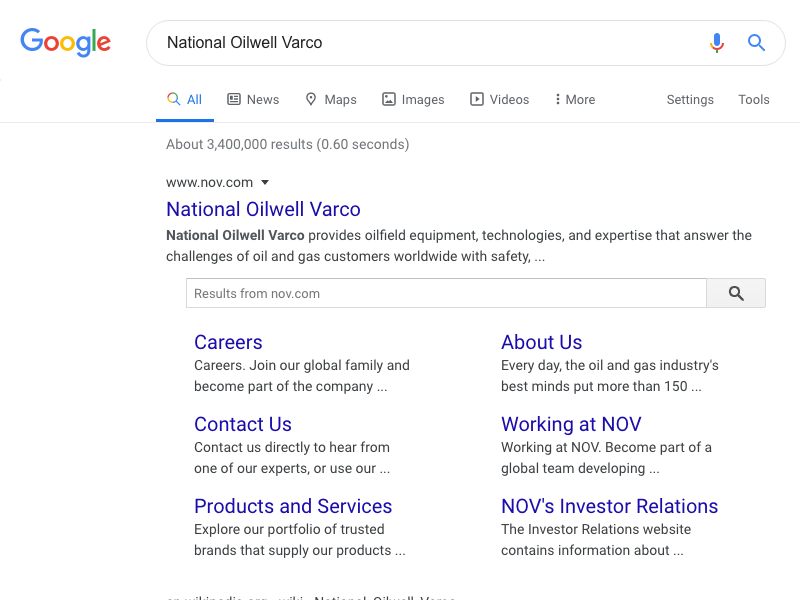 Google
National Oilwell Varco
All News Maps Images Videos More Settings Tools
About 3,400,000 results (0.60 seconds)
www.nov.com
National Oilwell Varco
National Oilwell Varco provides oilfield equipment, technologies, and expertise that answer the
challenges of oil and gas customers worldwide with safety, ...
Results from nov.com
Careers
Careers. Join our global family and
become part of the company ...
About Us
Every day, the oil and gas industry's
best minds put more than 150 ...
Contact Us
Contact us directly to hear from
one of our experts, or use our ...
Working at NOV
Working at NOV. Become part of a
global team developing ...
Products and Services
Explore our portfolio of trusted
brands that supply our products ...
NOV's Investor Relations
The Investor Relations website
contains information about ...